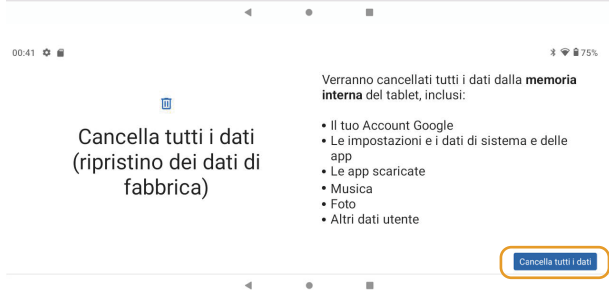 00:41
75%
Cancella tutti i dati
(ripristino dei dati di
fabbrica)
Verranno cancellati tutti i dati dalla memoria
interna del tablet, inclusi:
• Il tuo Account Google
• Le impostazioni e i dati di sistema e delle
app
• Le app scaricate
• Musica
• Foto
• Altri dati utente
Cancella tutti i dati